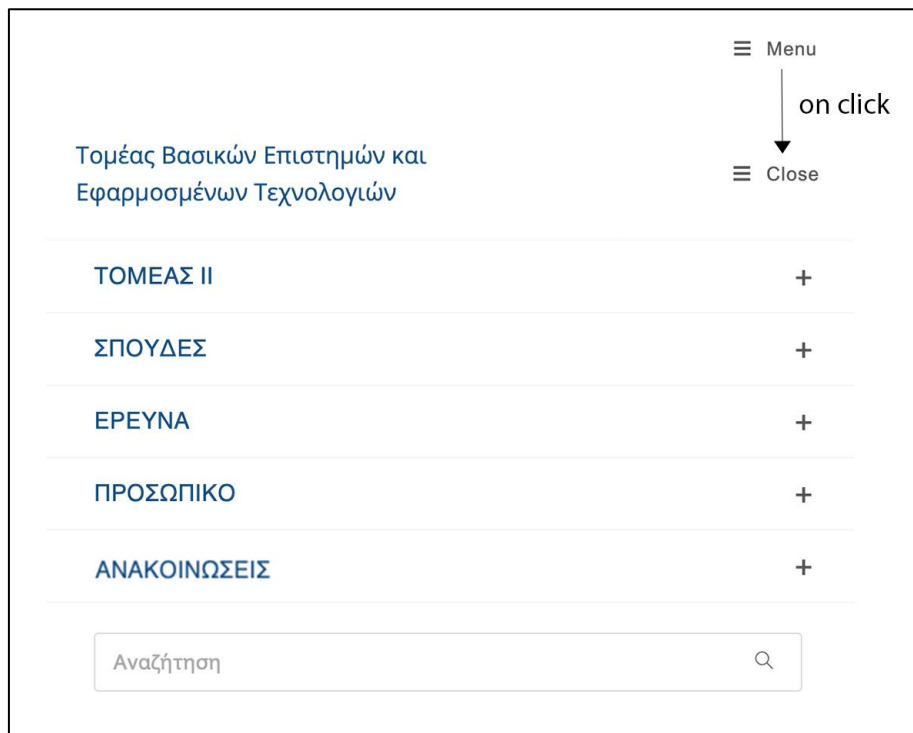 Menu
on click
Τομέας Βασικών Επιστημών και
Εφαρμοσμένων Τεχνολογιών
Close
ΤΟΜΕΑΣ ΙΙ
ΣΠΟΥΔΕΣ
ΕΡΕΥΝΑ
ΠΡΟΣΩΠΙΚΟ
ΑΝΑΚΟΙΝΩΣΕΙΣ
Αναζήτηση